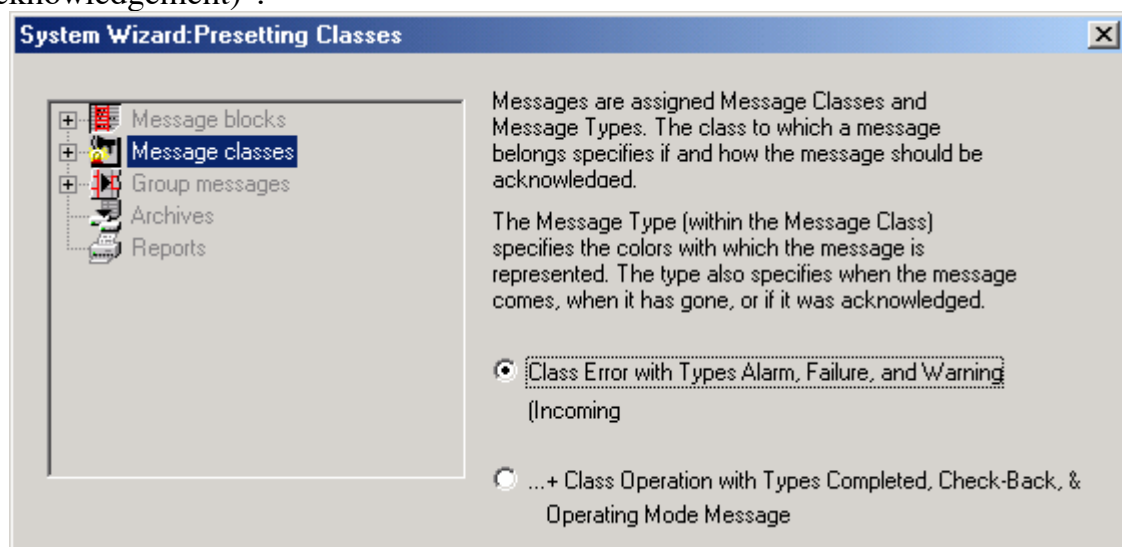 cknowledgement)".
System Wizard:Presetting Classes
Message blocks
Message classes
Group messages
Archives
Reports
Messages are assigned Message Classes and
Message Types. The class to which a message
belongs specifies if and how the message should be
acknowledged.
The Message Type (within the Message Class)
specifies the colors with which the message is
represented. The type also specifies when the message
comes, when it has gone, or if it was acknowledged.
Class Error with Types Alarm, Failure, and Warning
(Incoming
...+ Class Operation with Types Completed, Check-Back, &
Operating Mode Message